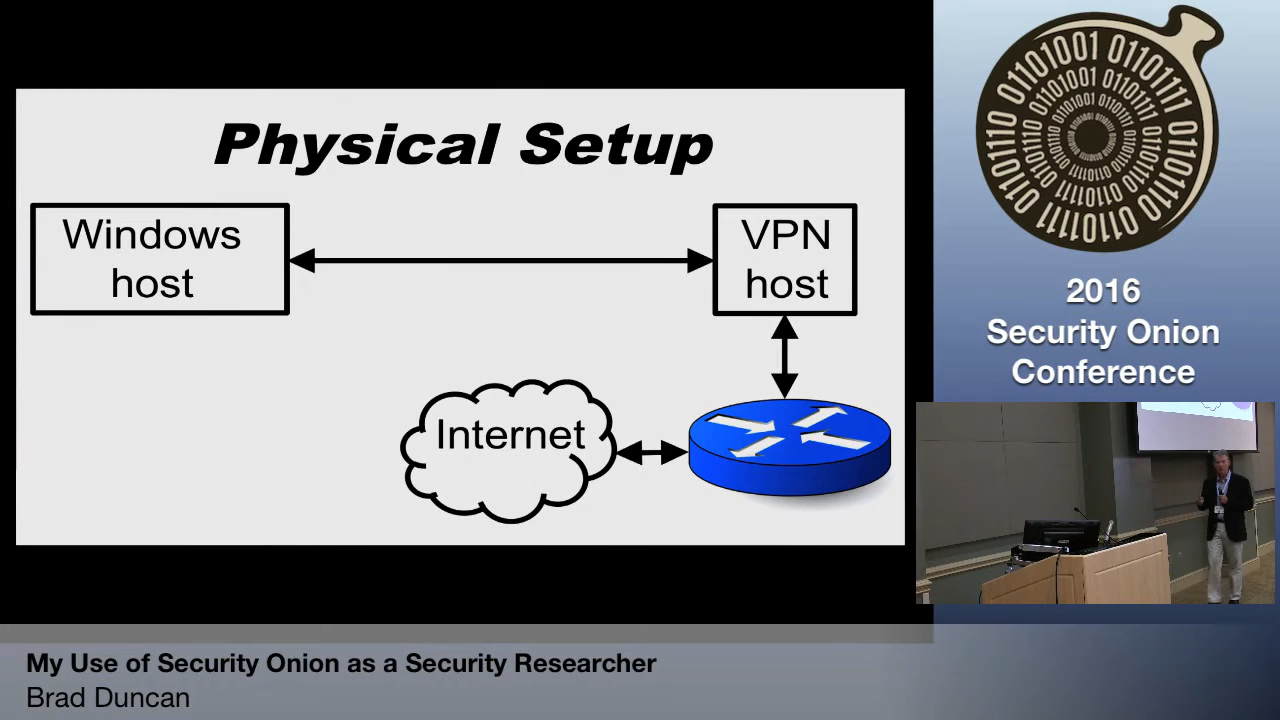 Physical Setup
Windows
host
VPN
host
Internet
2016
Security Onion
Conference
My Use of Security Onion as a Security Researcher
Brad Duncan